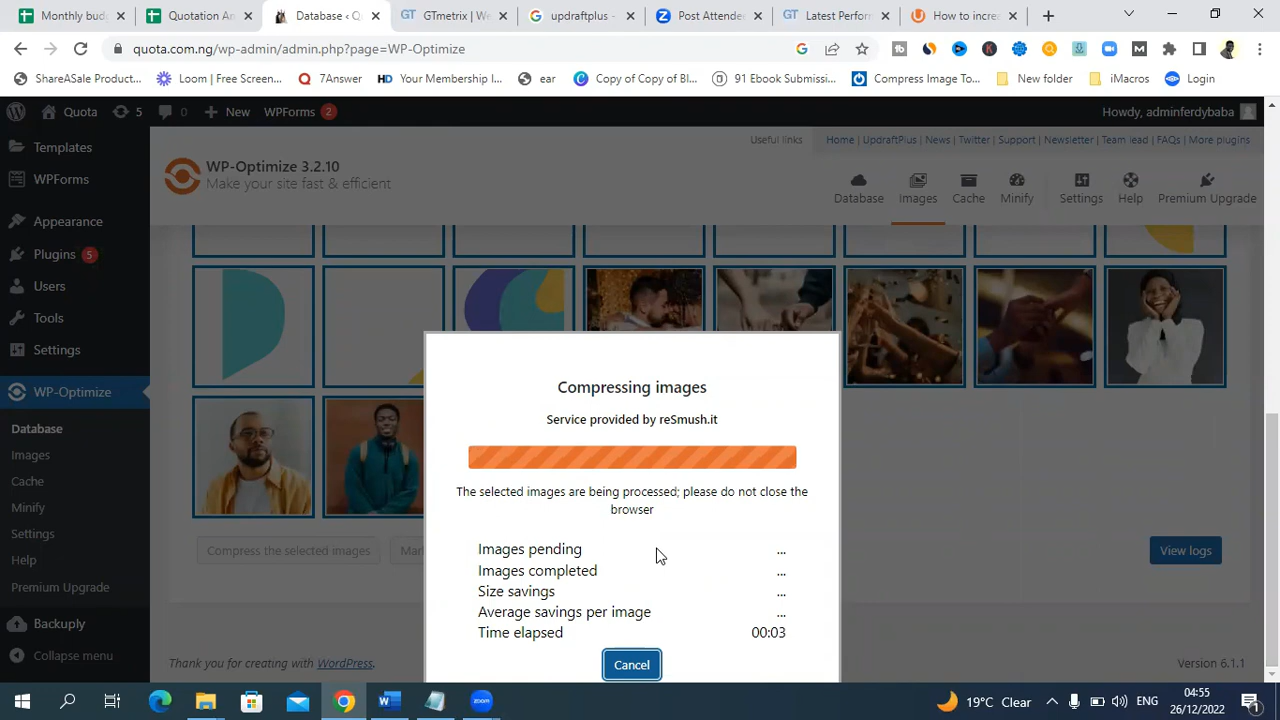 Monthly budg
Quotation An
Database ‹ Q
GTmetrix | We
updraftplus -
Post Attende
Latest Perform
How to increa
quota.com.ng/wp-admin/admin.php?page=WP-Optimize
ShareASale Product...
Loom | Free Screen...
7Answer
Your Membership I...
ear
Copy of Copy of Bl...
91 Ebook Submissi...
Compress Image To...
New folder
iMacros
Login
Quota
5
0
New
WPForms
2
Howdy, adminferdybaba
Templates
WPForms
Appearance
Plugins 5
Users
Tools
Settings
WP-Optimize
Database
Images
Cache
Minify
Settings
Help
Premium Upgrade
Backuply
Collapse menu
Useful links
Home | UpdraftPlus | News | Twitter | Support | Newsletter | Team lead | FAQs | More plugins
WP-Optimize 3.2.10
Make your site fast & efficient
Database
Images
Cache
Minify
Settings
Help
Premium Upgrade
Compressing images
Service provided by reSmush.it
The selected images are being processed; please do not close the
browser
Images pending ...
Images completed ...
Size savings ...
Average savings per image ...
Time elapsed 00:03
Cancel
Compress the selected images
View logs
Thank you for creating with WordPress.
Version 6.1.1
19°C Clear
ENG
04:55
26/12/2022